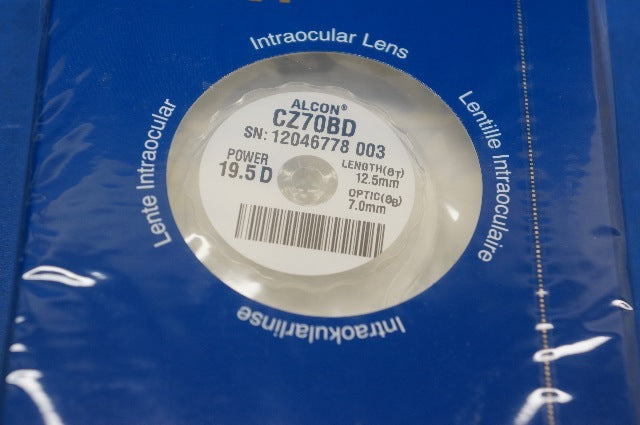 Intraocular Lens
Lente Intraocular
Lentille Intraoculaire
Intraokularlinse
ALCON®
CZ70BD
SN: 12046778 003
POWER
19.5 D
LENGTH(ØT)
12.5mm
OPTIC(ØB)
7.0mm